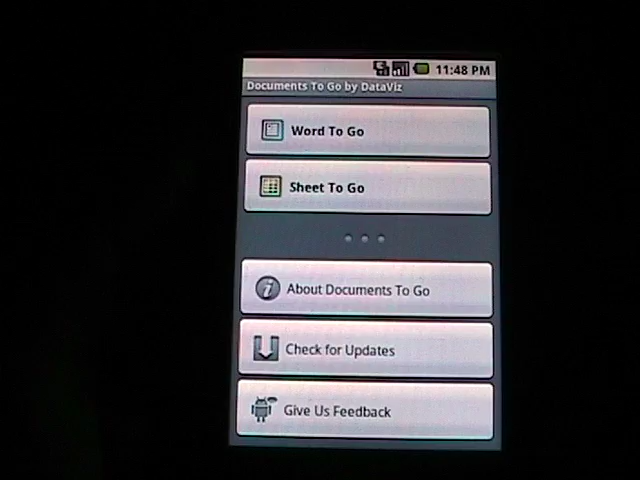 11:48 PM
Documents To Go by DataViz
Word To Go
Sheet To Go
About Documents To Go
Check for Updates
Give Us Feedback